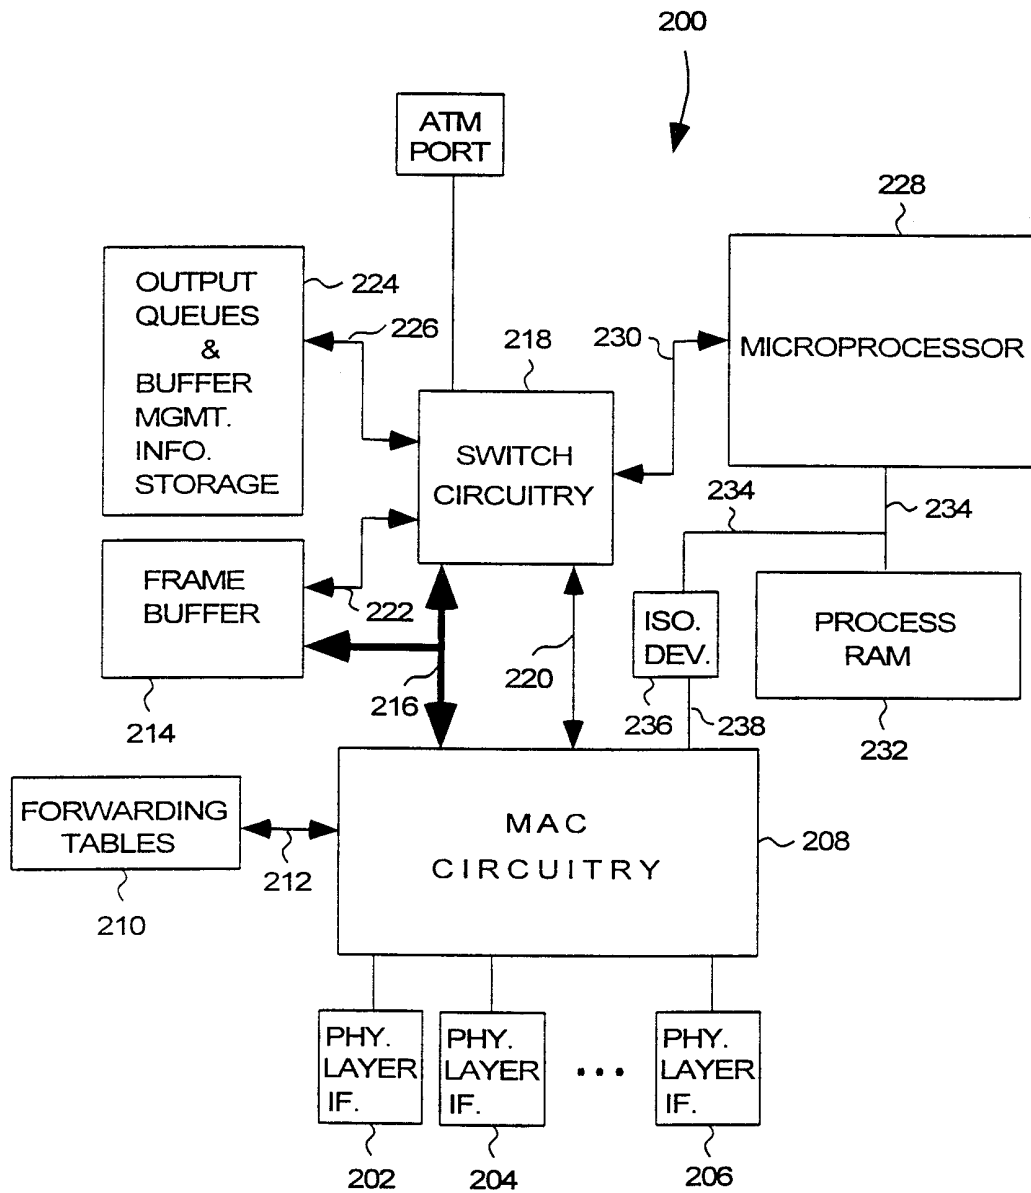 200
ATM
PORT
228
OUTPUT
QUEUES
&
BUFFER
MGMT.
INFO.
STORAGE
224
226
218
230
MICROPROCESSOR
SWITCH
CIRCUITRY
234
234
FRAME
BUFFER
222
ISO.
DEV.
PROCESS
RAM
214
216
220
236
238
232
FORWARDING
TABLES
212
210
MAC
CIRCUITRY
208
PHY.
LAYER
IF.
PHY.
LAYER
IF.
• • •
PHY.
LAYER
IF.
202
204
206